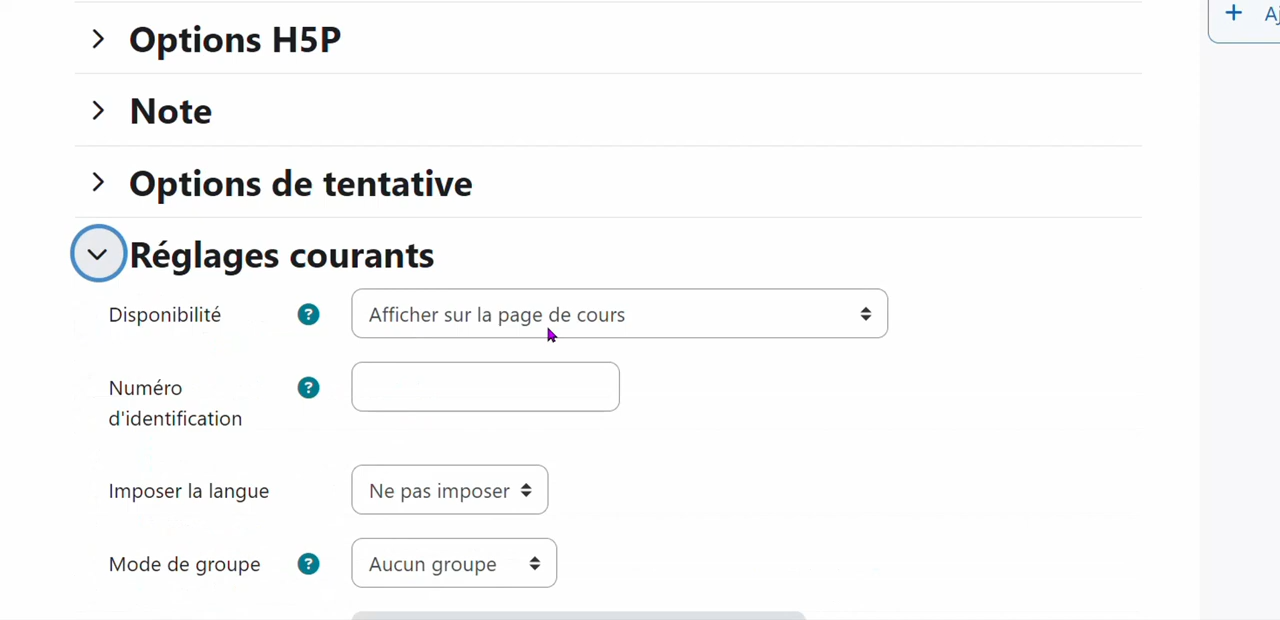 + Aj
Options H5P
Note
Options de tentative
Réglages courants
Disponibilité ? Afficher sur la page de cours
Numéro
d'identification ?
Imposer la langue Ne pas imposer
Mode de groupe ? Aucun groupe